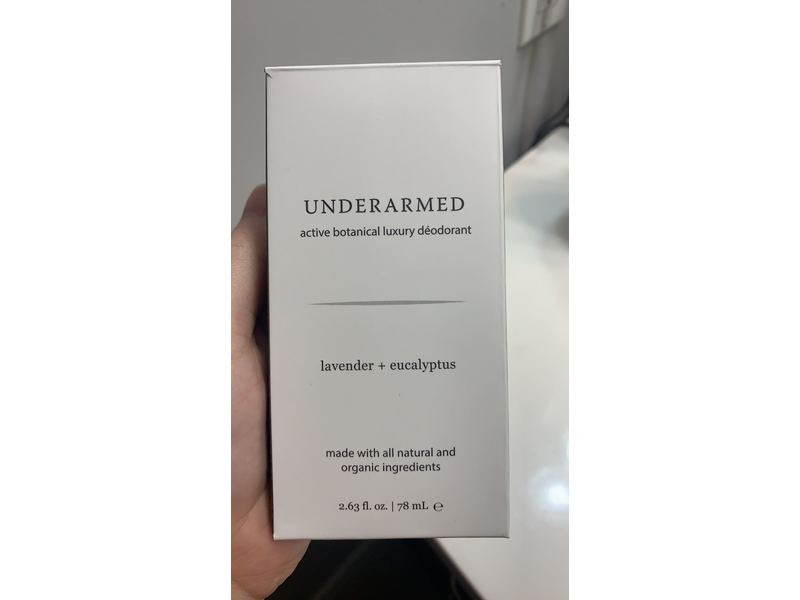 UNDERARMED
active botanical luxury déodorant
lavender + eucalyptus
made with all natural and
organic ingredients
2.63 fl. oz. | 78 mL ℮